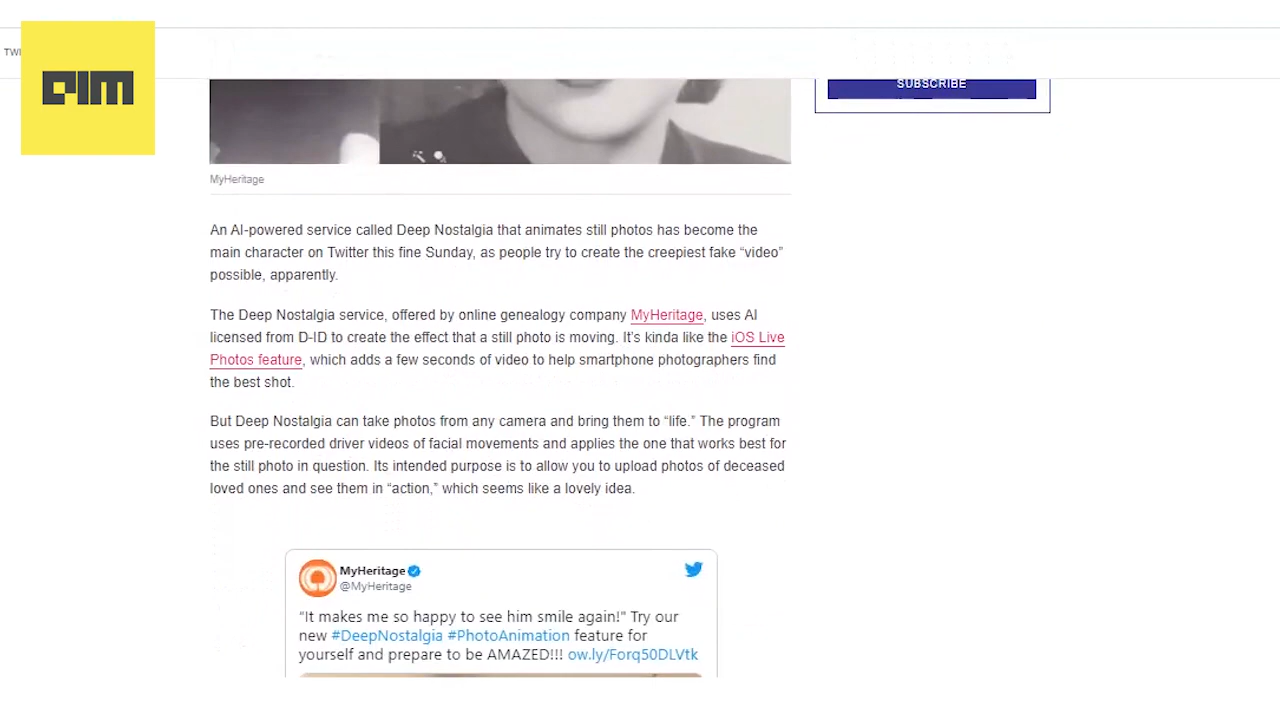 TWI
AIM
SUBSCRIBE
MyHeritage
An AI-powered service called Deep Nostalgia that animates still photos has become the
main character on Twitter this fine Sunday, as people try to create the creepiest fake “video”
possible, apparently.
The Deep Nostalgia service, offered by online genealogy company MyHeritage, uses AI
licensed from D-ID to create the effect that a still photo is moving. It’s kinda like the iOS Live
Photos feature, which adds a few seconds of video to help smartphone photographers find
the best shot.
But Deep Nostalgia can take photos from any camera and bring them to “life.” The program
uses pre-recorded driver videos of facial movements and applies the one that works best for
the still photo in question. Its intended purpose is to allow you to upload photos of deceased
loved ones and see them in “action,” which seems like a lovely idea.
MyHeritage
@MyHeritage
"It makes me so happy to see him smile again!" Try our
new #DeepNostalgia #PhotoAnimation feature for
yourself and prepare to be AMAZED!!! ow.ly/Forq50DLVtk